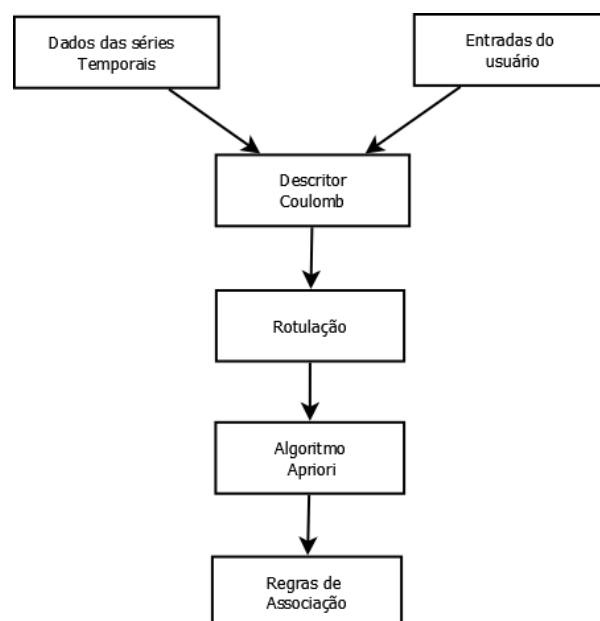 Dados das séries
Temporais
Entradas do
usuário
Descritor
Coulomb
Rotulação
Algoritmo
Apriori
Regras de
Associação